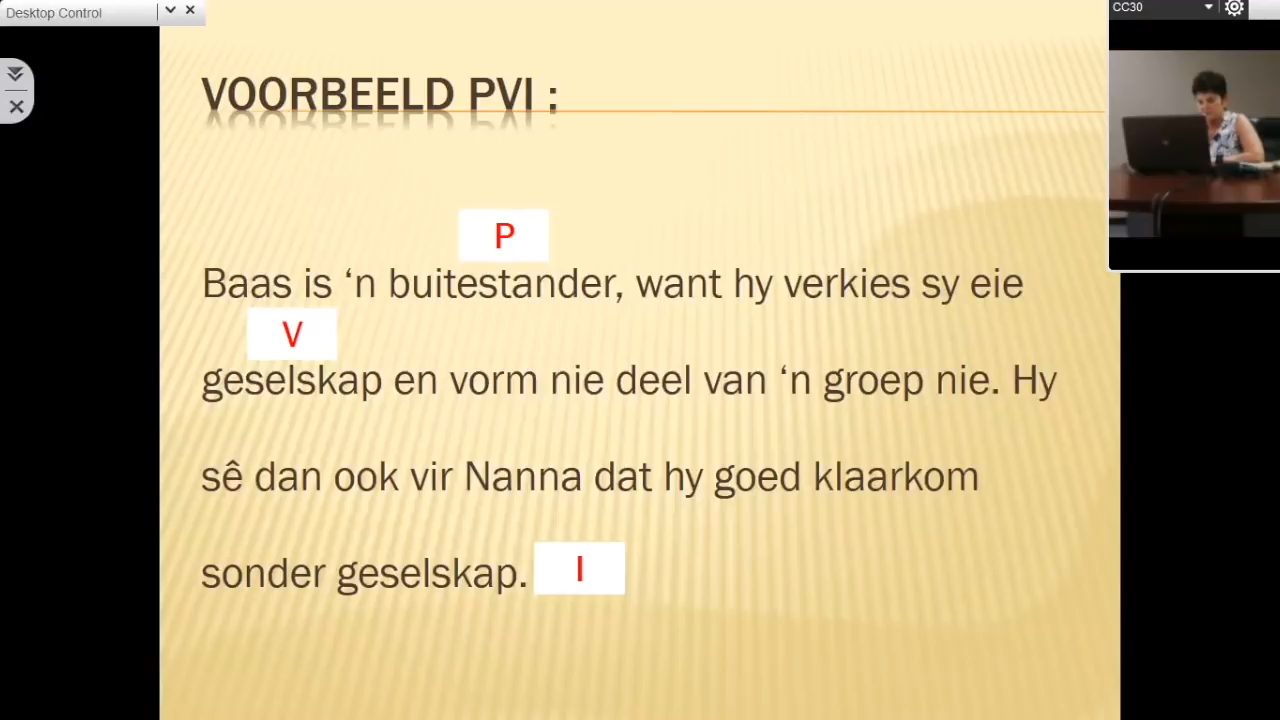 Desktop Control
CC30
VOORBEELD PVI :
P
Baas is ‘n buitestander, want hy verkies sy eie
V
geselskap en vorm nie deel van ‘n groep nie. Hy
sê dan ook vir Nanna dat hy goed klaarkom
sonder geselskap. I